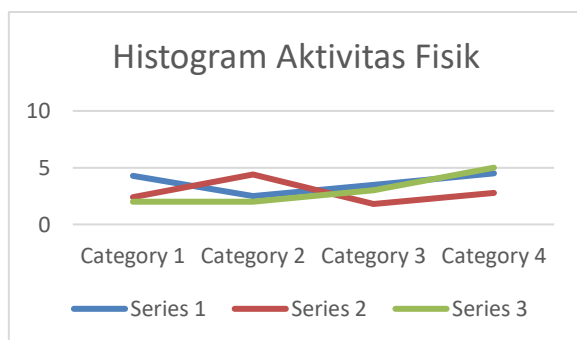 Histogram Aktivitas Fisik
10
5
0
Category 1 Category 2 Category 3 Category 4
Series 1 Series 2 Series 3